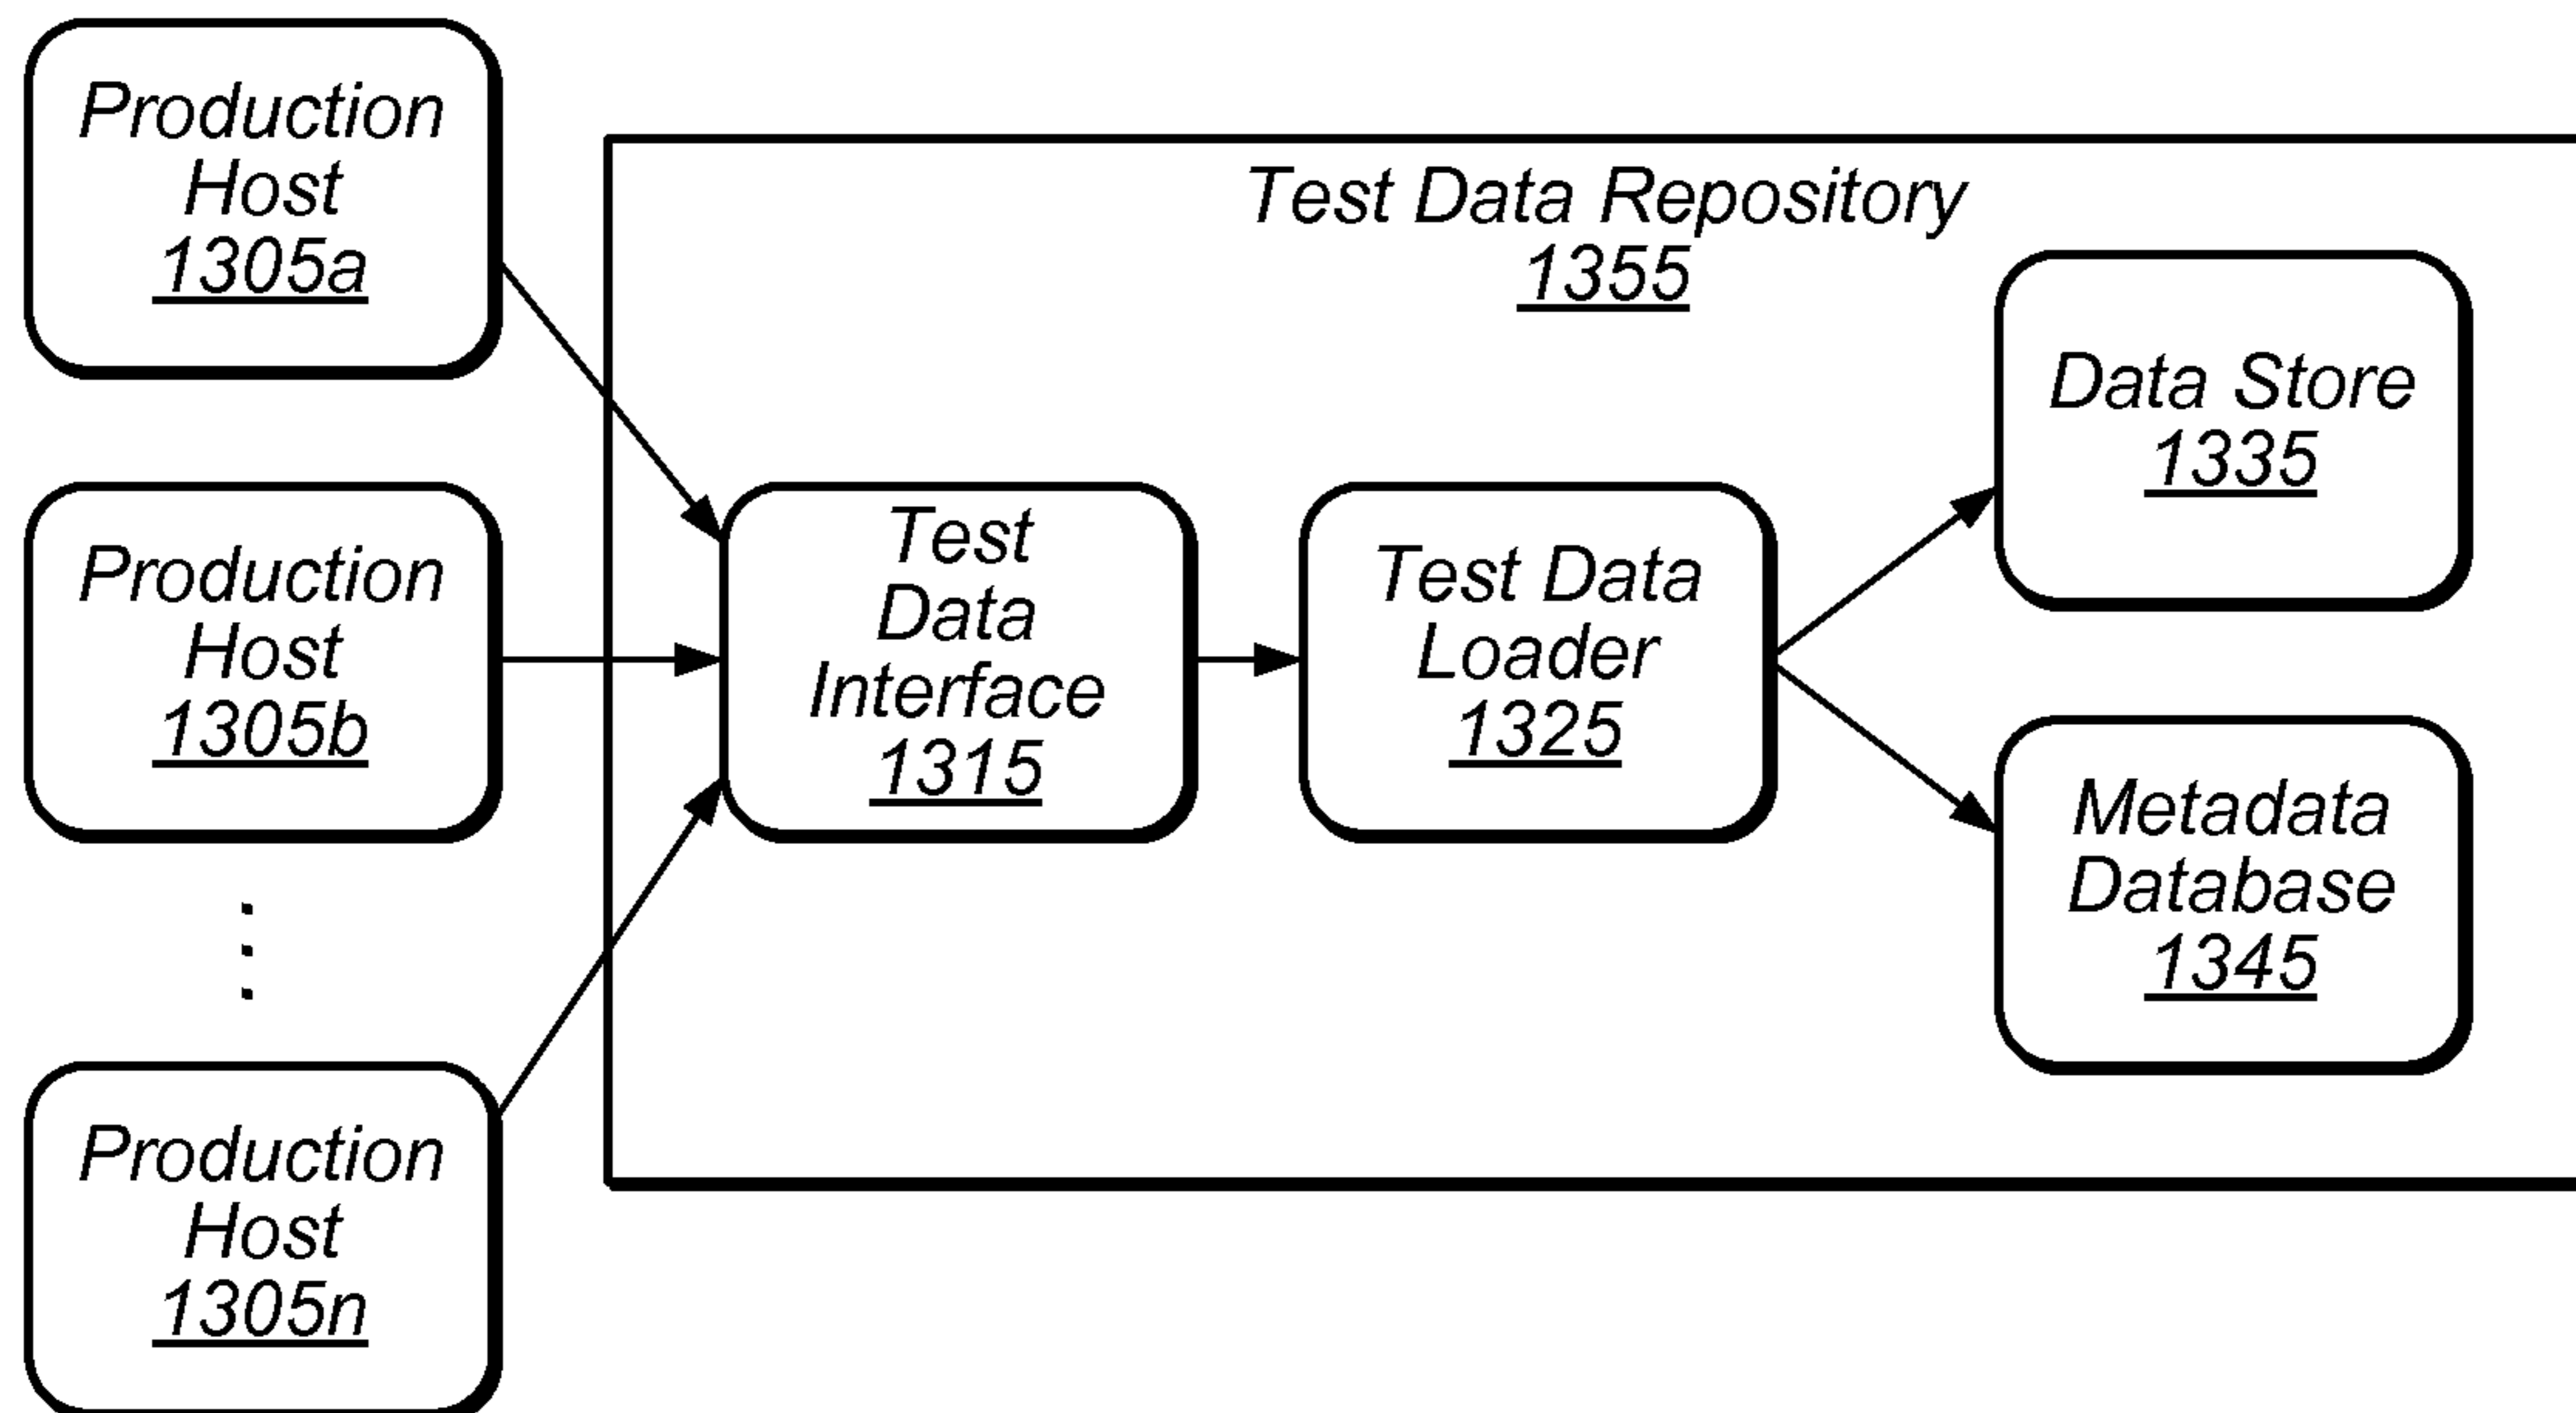 Production
Host
1305a
Production
Host
1305b
Production
Host
1305n
Test Data Repository
1355
Test
Data
Interface
1315
Test Data
Loader
1325
Data Store
1335
Metadata
Database
1345